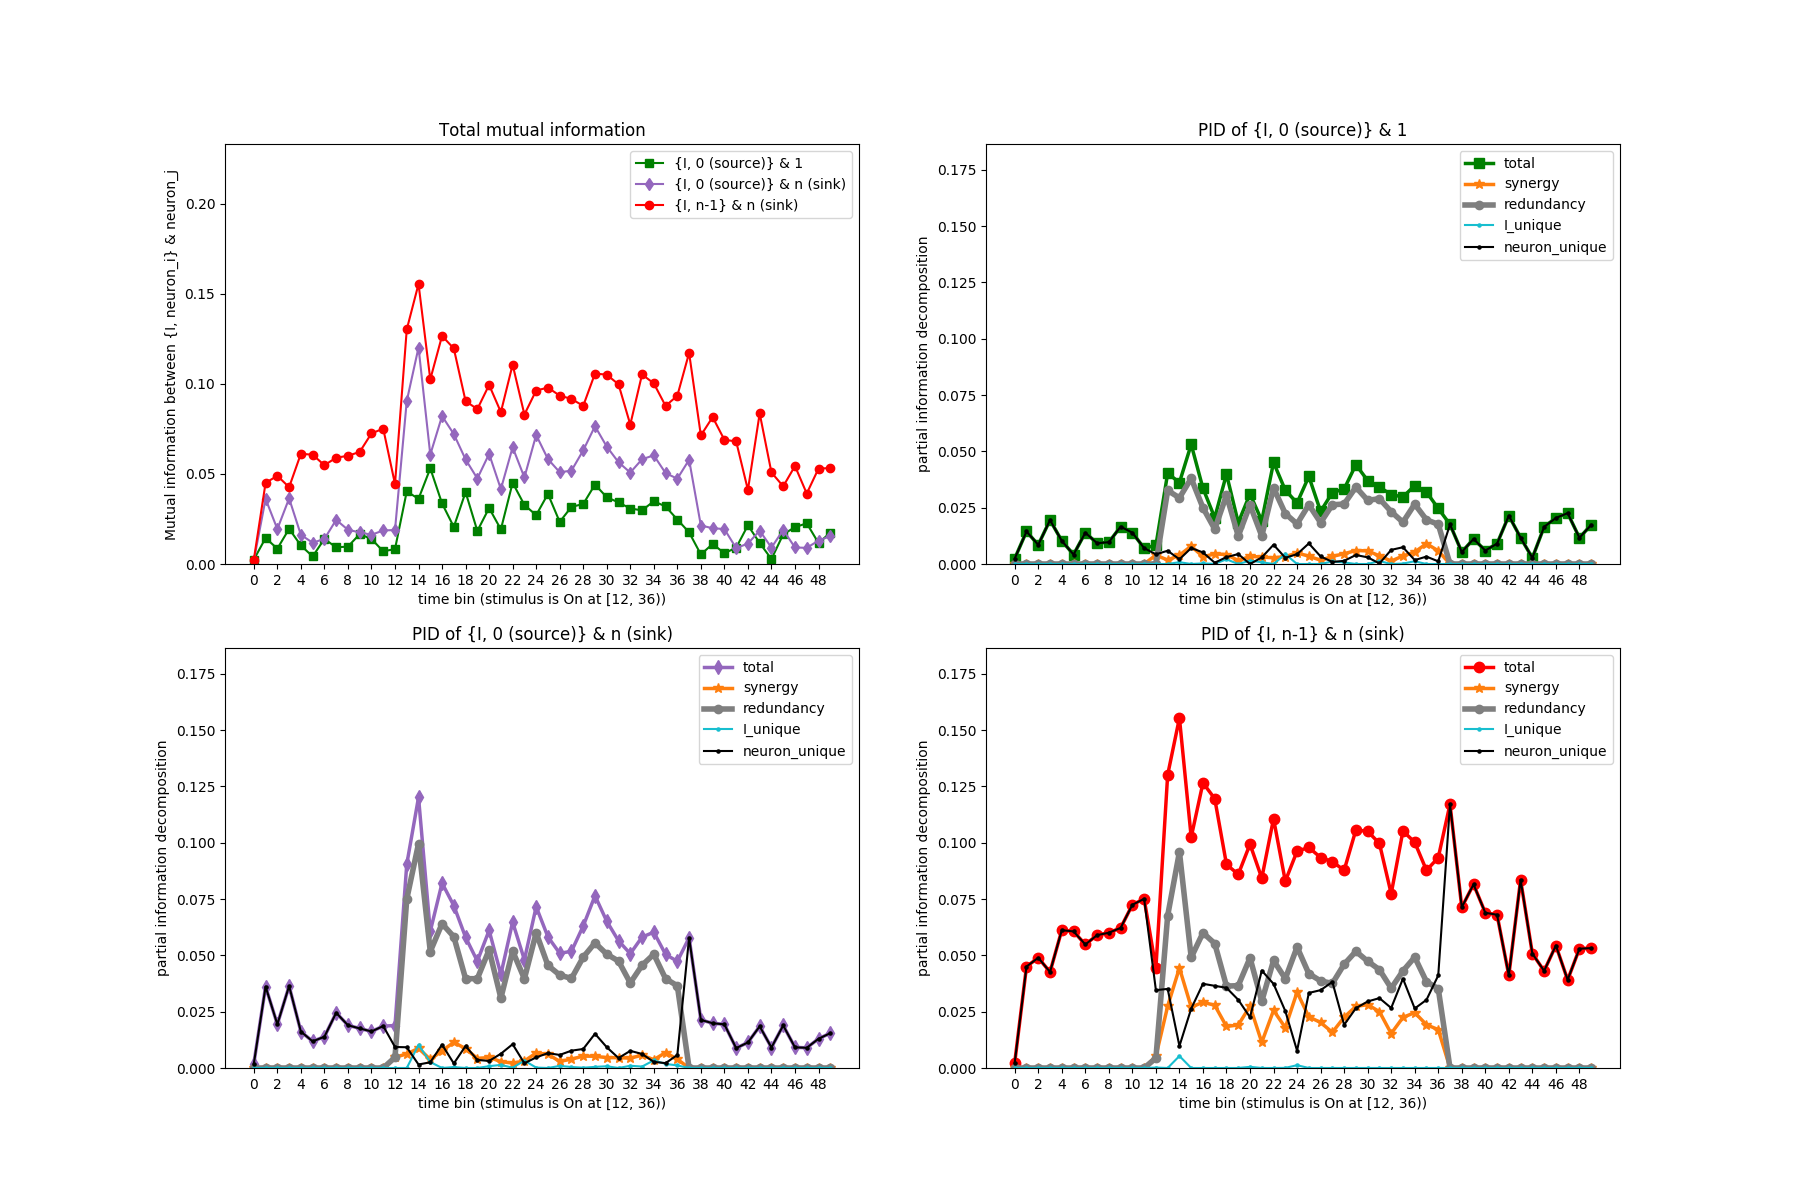 Total mutual information
Mutual information between {I, neuron_i} & neuron_j
0.20
0.15
0.10
0.05
0.00
{I, 0 (source)} & 1
{I, 0 (source)} & n (sink)
{I, n-1} & n (sink)
0 2 4 6 8 10 12 14 16 18 20 22 24 26 28 30 32 34 36 38 40 42 44 46 48
time bin (stimulus is On at [12, 36))
PID of {I, 0 (source)} & 1
partial information decomposition
0.175
0.150
0.125
0.100
0.075
0.050
0.025
0.000
total
synergy
redundancy
I_unique
neuron_unique
0 2 4 6 8 10 12 14 16 18 20 22 24 26 28 30 32 34 36 38 40 42 44 46 48
time bin (stimulus is On at [12, 36))
PID of {I, 0 (source)} & n (sink)
partial information decomposition
0.175
0.150
0.125
0.100
0.075
0.050
0.025
0.000
total
synergy
redundancy
I_unique
neuron_unique
0 2 4 6 8 10 12 14 16 18 20 22 24 26 28 30 32 34 36 38 40 42 44 46 48
time bin (stimulus is On at [12, 36))
PID of {I, n-1} & n (sink)
partial information decomposition
0.175
0.150
0.125
0.100
0.075
0.050
0.025
0.000
total
synergy
redundancy
I_unique
neuron_unique
0 2 4 6 8 10 12 14 16 18 20 22 24 26 28 30 32 34 36 38 40 42 44 46 48
time bin (stimulus is On at [12, 36))